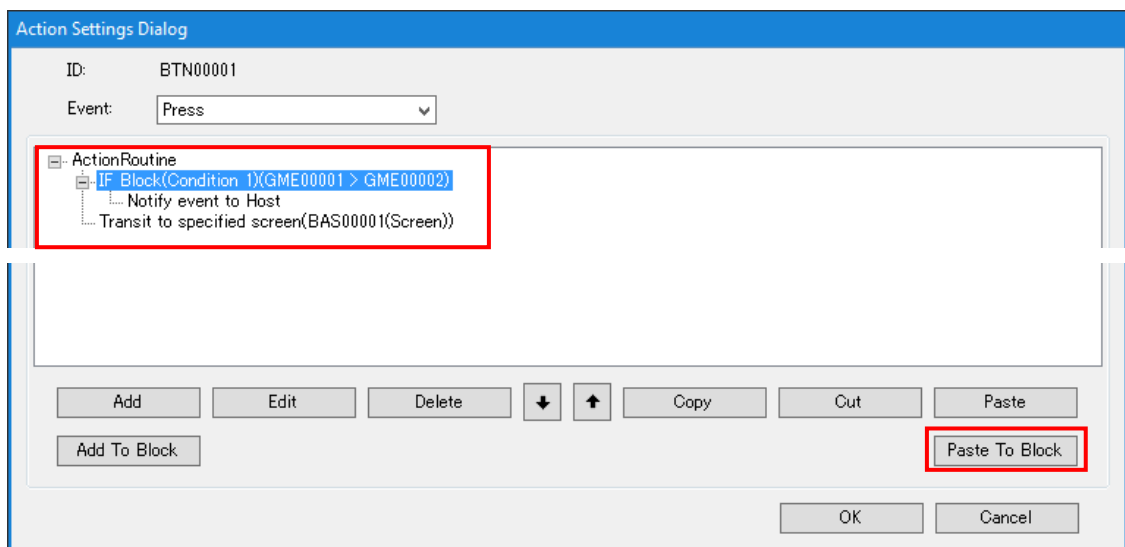 Action Settings Dialog
ID: BTN00001
Event: Press
ActionRoutine
IF Block(Condition 1)(GME00001 > GME00002)
Notify event to Host
Transit to specified screen(BAS00001(Screen))
Add Edit Delete Copy Cut Paste
Add To Block Paste To Block
OK Cancel